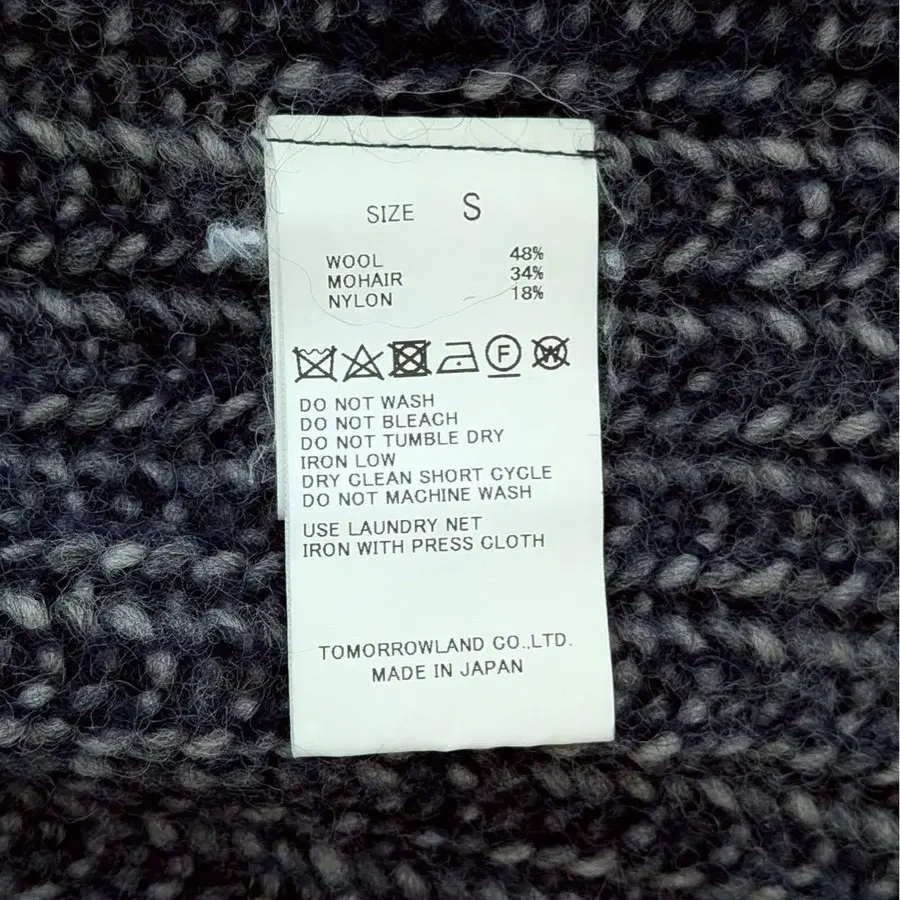 SIZE S
WOOL 48%
MOHAIR 34%
NYLON 18%
F W
DO NOT WASH
DO NOT BLEACH
DO NOT TUMBLE DRY
IRON LOW
DRY CLEAN SHORT CYCLE
DO NOT MACHINE WASH
USE LAUNDRY NET
IRON WITH PRESS CLOTH
TOMORROWLAND CO.,LTD.
MADE IN JAPAN